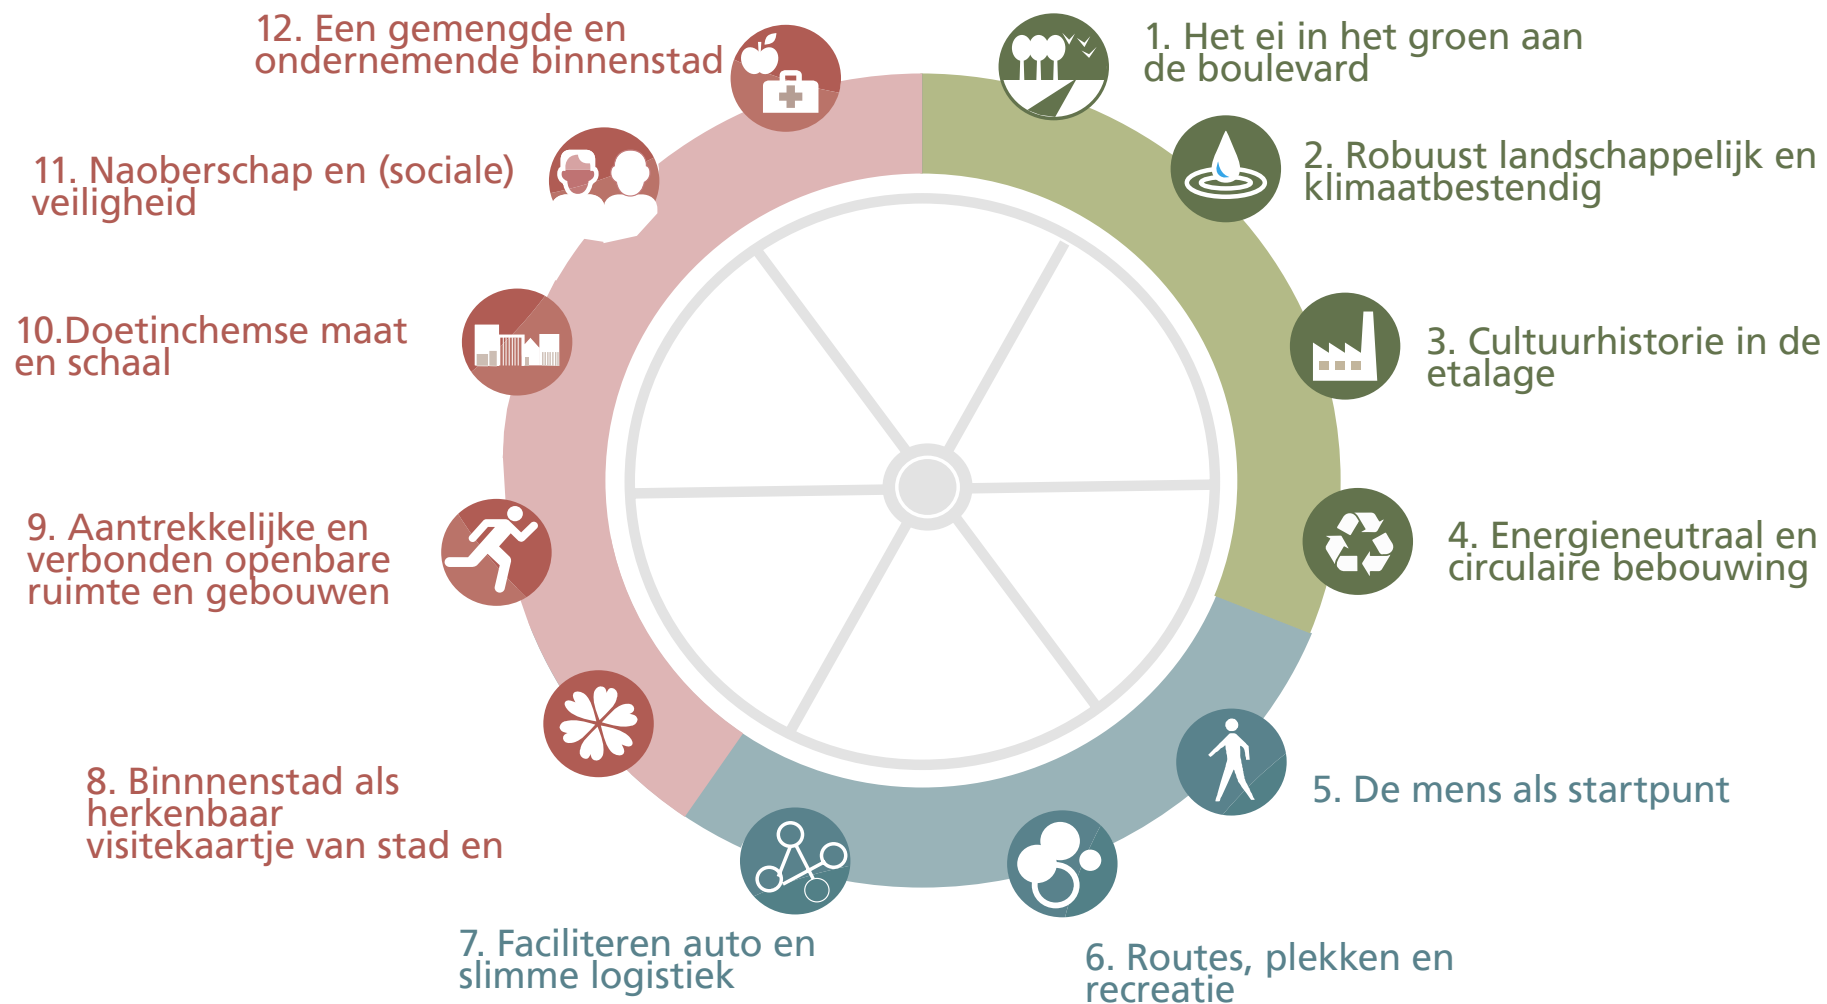 12. Een gemengde en
ondernemende binnenstad
1. Het ei in het groen aan
de boulevard
2. Robuust landschappelijk en
klimaatbestendig
3. Cultuurhistorie in de
etalage
4. Energieneutraal en
circulaire bebouwing
5. De mens als startpunt
6. Routes, plekken en
recreatie
7. Faciliteren auto en
slimme logistiek
8. Binnnenstad als
herkenbaar
visitekaartje van stad en
9. Aantrekkelijke en
verbonden openbare
ruimte en gebouwen
10.Doetinchemse maat
en schaal
11. Naoberschap en (sociale)
veiligheid